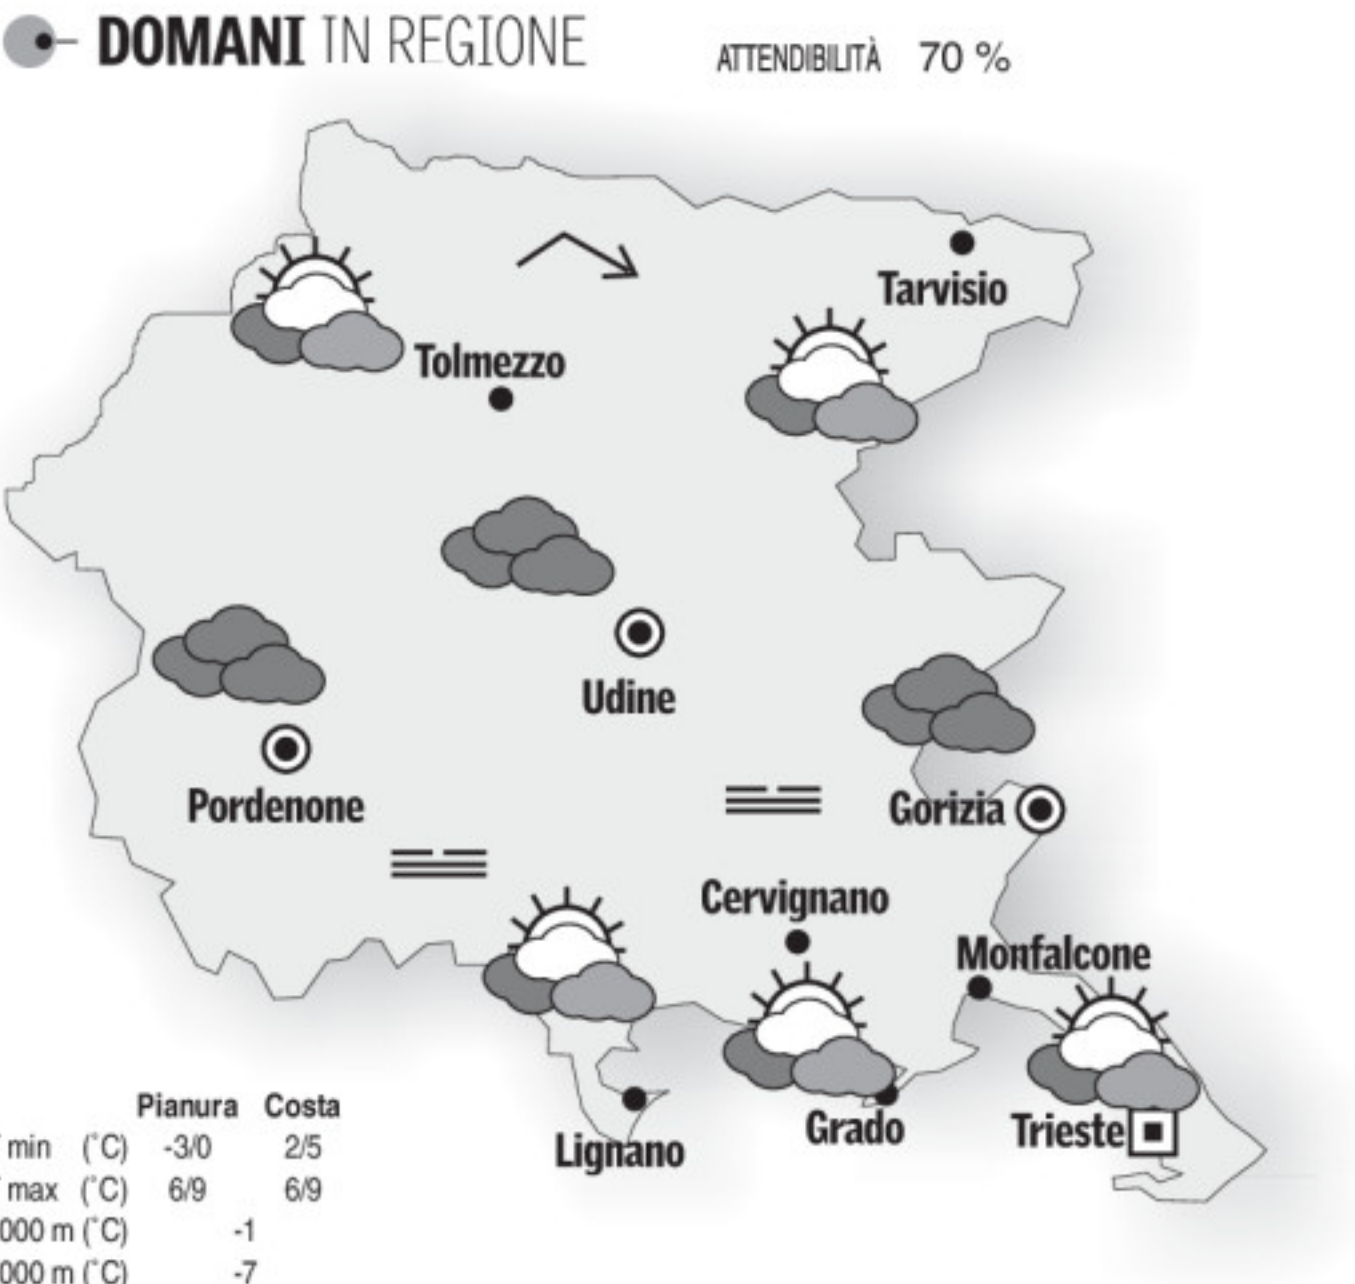 DOMANI IN REGIONE
ATTENDIBILITÀ 70 %
Tarvisio
Tolmezzo
Udine
Pordenone
Gorizia
Cervignano
Monfalcone
Lignano
Grado
Trieste
Pianura Costa
min (°C) -3/0 2/5
max (°C) 6/9 6/9
000 m (°C) -1
000 m (°C) -7